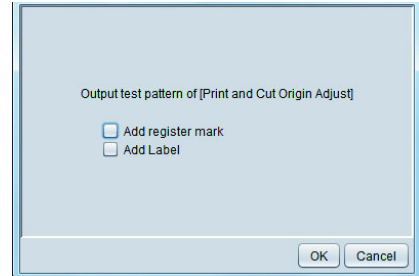 Output test pattern of [Print and Cut Origin Adjust]
Add register mark
Add Label
OK Cancel